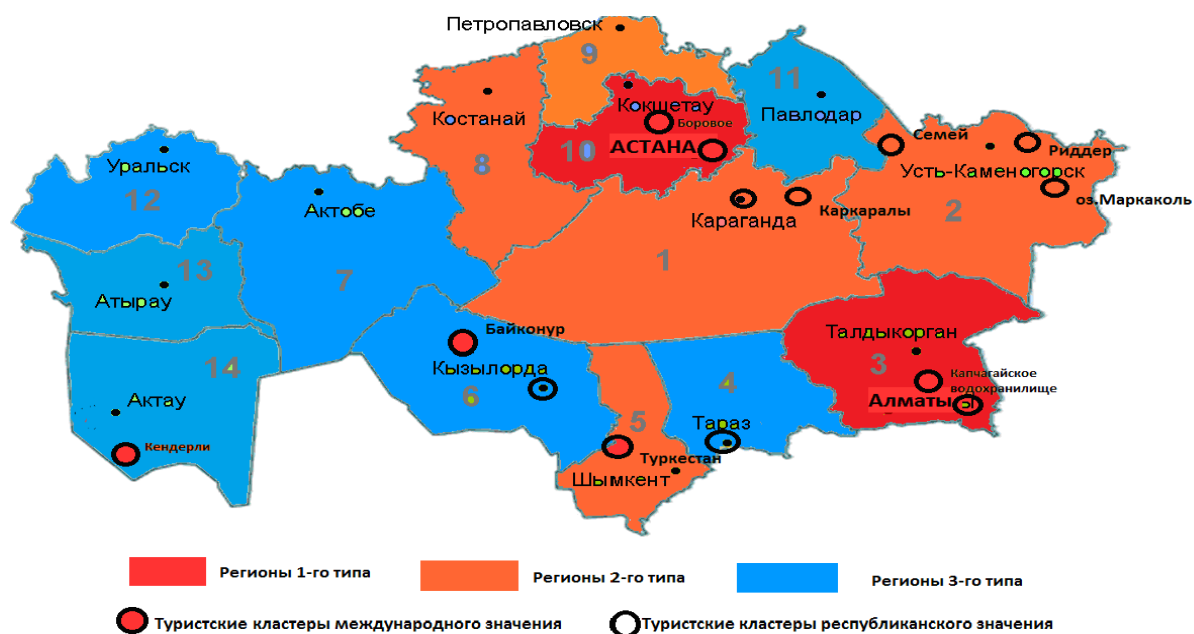 Петропавловск
9
11
Кокшетау
Костанай
Боровое
Павлодар
10
АСТАНА
Семей
Риддер
8
Уральск
Усть-Каменогорск
12
Актобе
Караганда
Каркаралы
2
оз.Маркаколь
1
13
7
Атырау
Байконур
Талдыкорган
14
Кызылорда
3
4
Капчагайское
водохранилище
Актау
6
5
Алматы
Тараз
Кендерли
Туркестан
Шымкент
Регионы 1-го типа
Регионы 2-го типа
Регионы 3-го типа
Туристские кластеры международного значения
Туристские кластеры республиканского значения